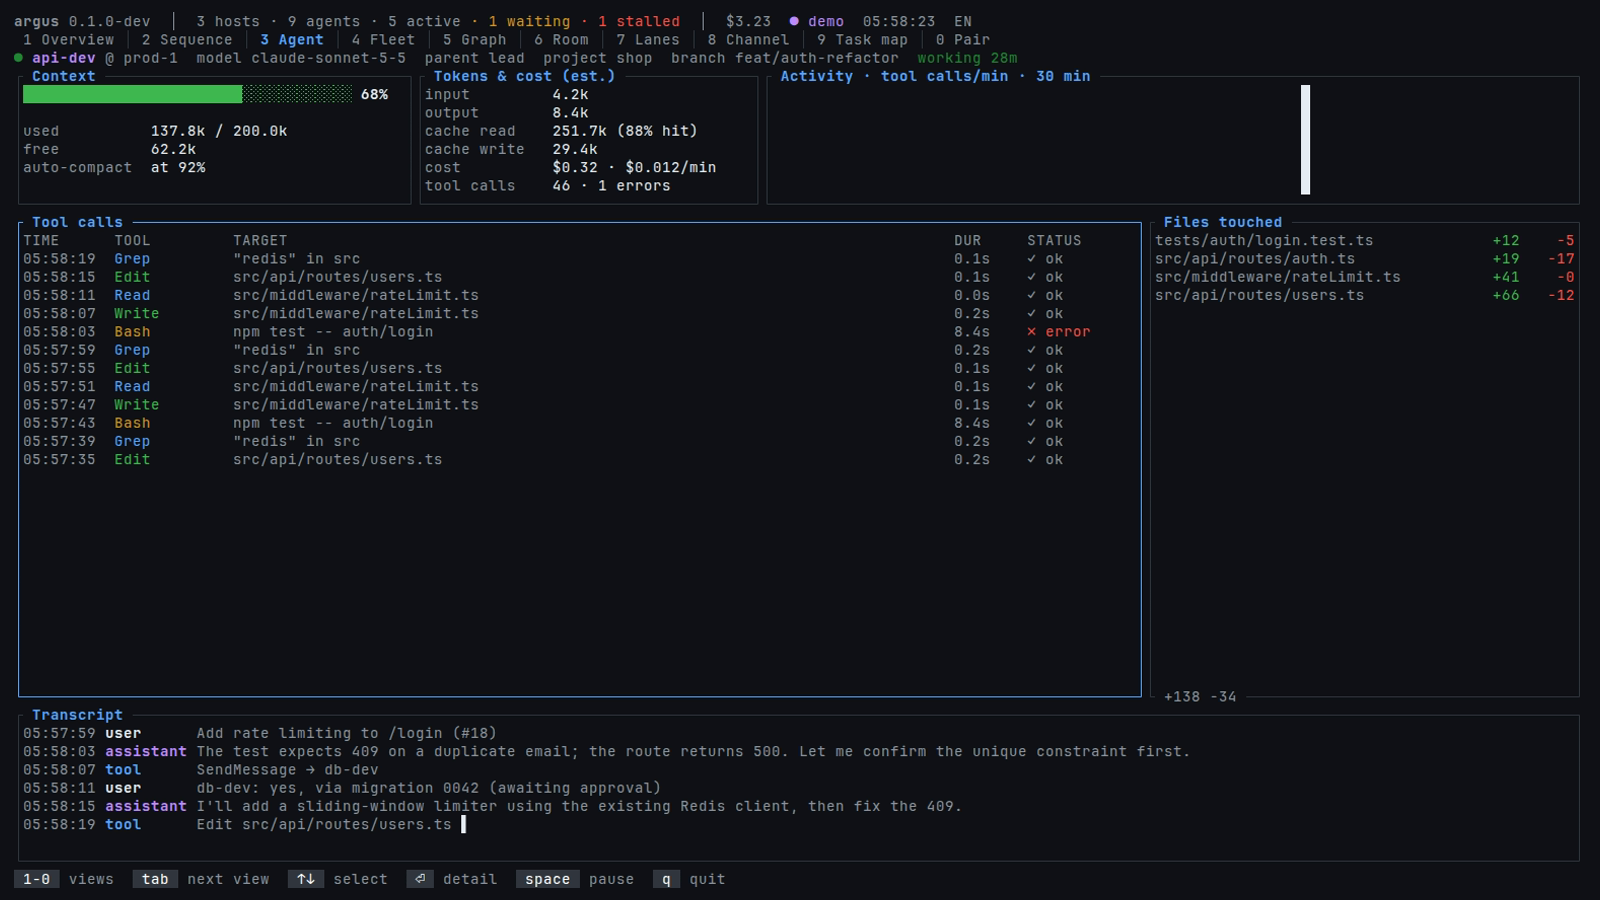 argus 0.1.0-dev │ 3 hosts · 9 agents · 5 active · 1 waiting · 1 stalled │ $3.23 ● demo 05:58:23 EN
1 Overview │ 2 Sequence │ 3 Agent │ 4 Fleet │ 5 Graph │ 6 Room │ 7 Lanes │ 8 Channel │ 9 Task map │ 0 Pair
● api-dev @ prod-1 model claude-sonnet-5-5 parent lead project shop branch feat/auth-refactor working 28m
Context
68%
used 137.8k / 200.0k
free 62.2k
auto-compact at 92%
Tokens & cost (est.)
input 4.2k
output 8.4k
cache read 251.7k (88% hit)
cache write 29.4k
cost $0.32 · $0.012/min
tool calls 46 · 1 errors
Activity · tool calls/min · 30 min
Tool calls
TIME TOOL TARGET DUR STATUS
05:58:19 Grep "redis" in src 0.1s ✓ ok
05:58:15 Edit src/api/routes/users.ts 0.1s ✓ ok
05:58:11 Read src/middleware/rateLimit.ts 0.0s ✓ ok
05:58:07 Write src/middleware/rateLimit.ts 0.2s ✓ ok
05:58:03 Bash npm test -- auth/login 8.4s ✕ error
05:57:59 Grep "redis" in src 0.2s ✓ ok
05:57:55 Edit src/api/routes/users.ts 0.1s ✓ ok
05:57:51 Read src/middleware/rateLimit.ts 0.1s ✓ ok
05:57:47 Write src/middleware/rateLimit.ts 0.1s ✓ ok
05:57:43 Bash npm test -- auth/login 8.4s ✓ ok
05:57:39 Grep "redis" in src 0.2s ✓ ok
05:57:35 Edit src/api/routes/users.ts 0.2s ✓ ok
Files touched
tests/auth/login.test.ts +12 -5
src/api/routes/auth.ts +19 -17
src/middleware/rateLimit.ts +41 -0
src/api/routes/users.ts +66 -12
+138 -34
Transcript
05:57:59 user Add rate limiting to /login (#18)
05:58:03 assistant The test expects 409 on a duplicate email; the route returns 500. Let me confirm the unique constraint first.
05:58:07 tool SendMessage → db-dev
05:58:11 user db-dev: yes, via migration 0042 (awaiting approval)
05:58:15 assistant I'll add a sliding-window limiter using the existing Redis client, then fix the 409.
05:58:19 tool Edit src/api/routes/users.ts
1-0 views tab next view ↑↓ select ⏎ detail space pause q quit